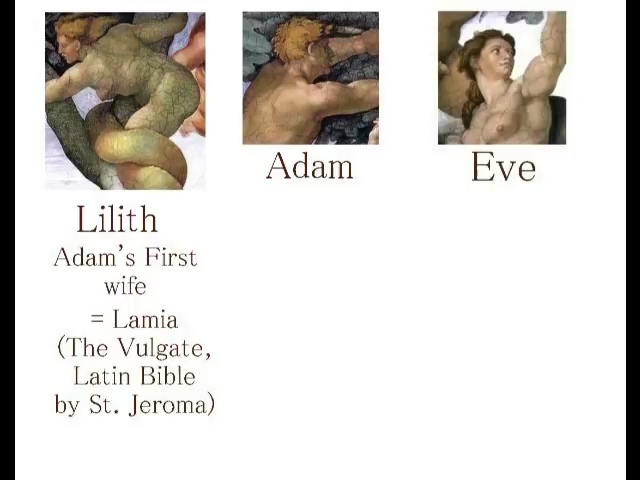 Lilith
Adam's First
wife
= Lamia
(The Vulgate,
Latin Bible
by St. Jeroma)
Adam
Eve